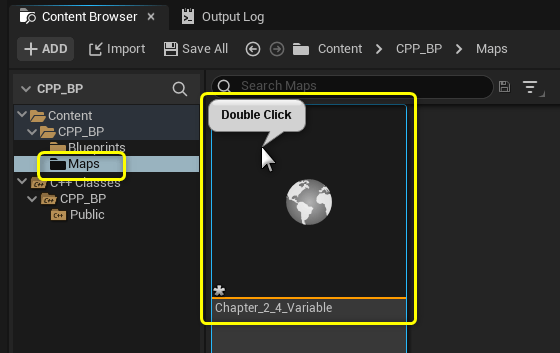 Content Browser × Output Log
+ ADD Import Save All Content > CPP_BP > Maps
CPP_BP
Search Maps
Content
CPP_BP
Blueprints
Maps
C++ Classes
CPP_BP
Public
Double Click
Chapter_2_4_Variable